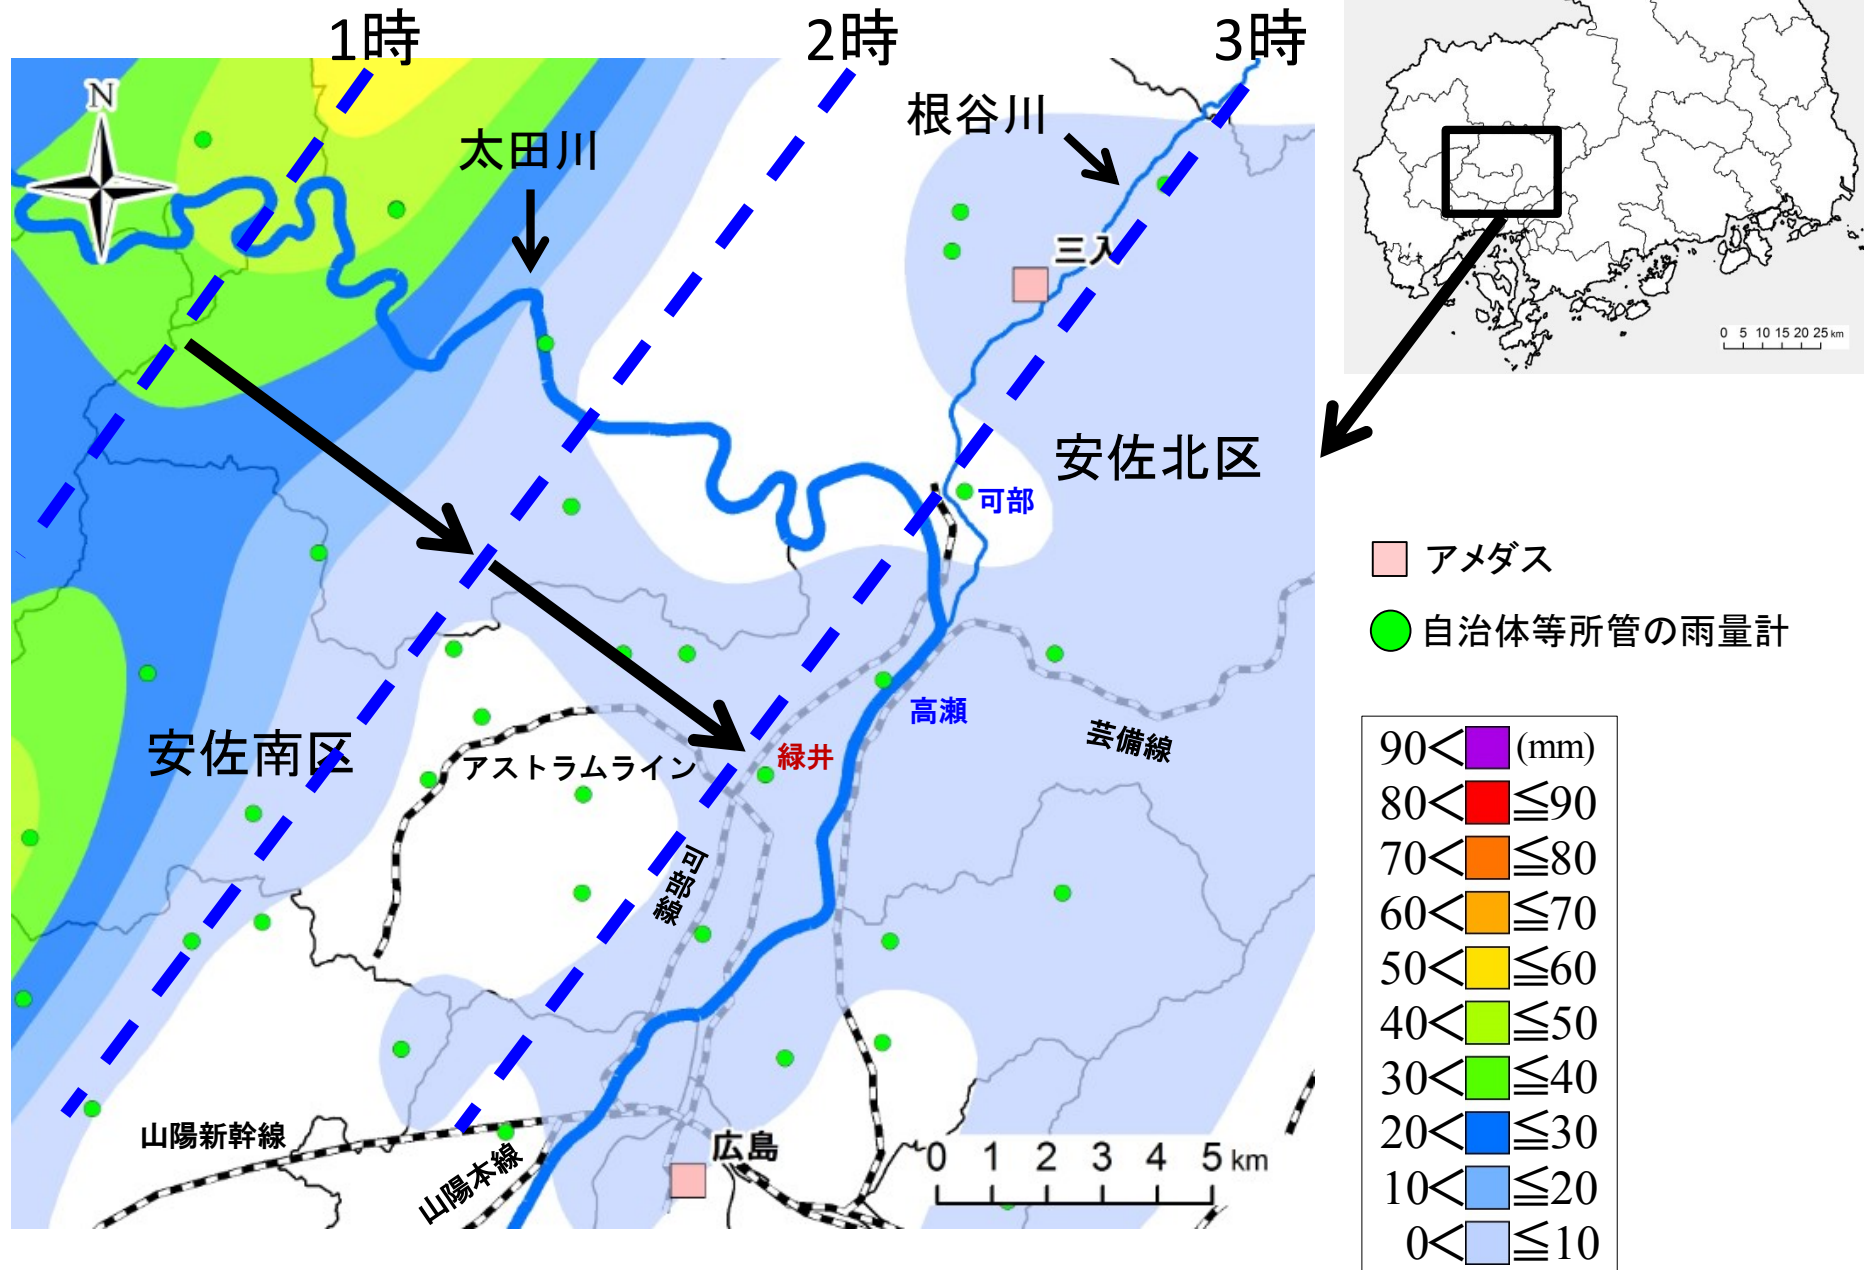 1時
2時
3時
N
太田川
根谷川
三入
0 5 10 15 20 25 km
安佐北区
可部
アメダス
自治体等所管の雨量計
高瀬
芸備線
安佐南区
アストラムライン
緑井
可部線
山陽新幹線
山陽本線
広島
0 1 2 3 4 5 km
90< (mm)
80< ≦90
70< ≦80
60< ≦70
50< ≦60
40< ≦50
30< ≦40
20< ≦30
10< ≦20
0< ≦10